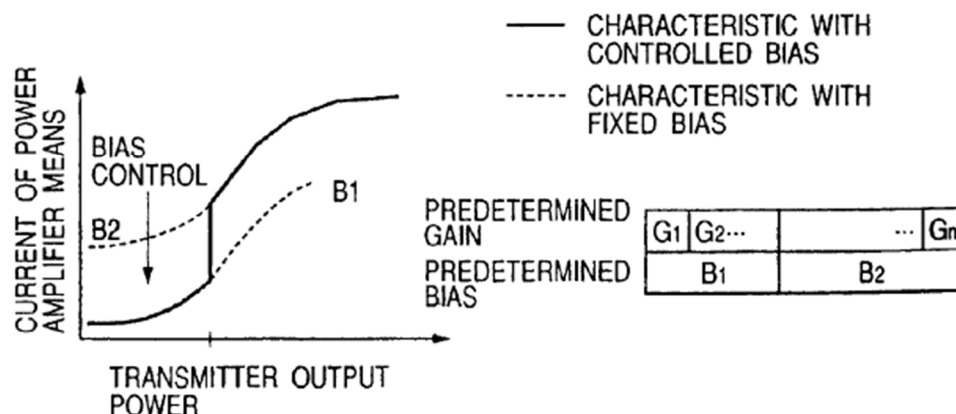 CHARACTERISTIC WITH
CONTROLLED BIAS
CHARACTERISTIC WITH
FIXED BIAS
CURRENT OF POWER
AMPLIFIER MEANS
BIAS
CONTROL
B2
B1
TRANSMITTER OUTPUT
POWER
PREDETERMINED
GAIN
G1 G2... ... Gn
PREDETERMINED
BIAS
B1 B2